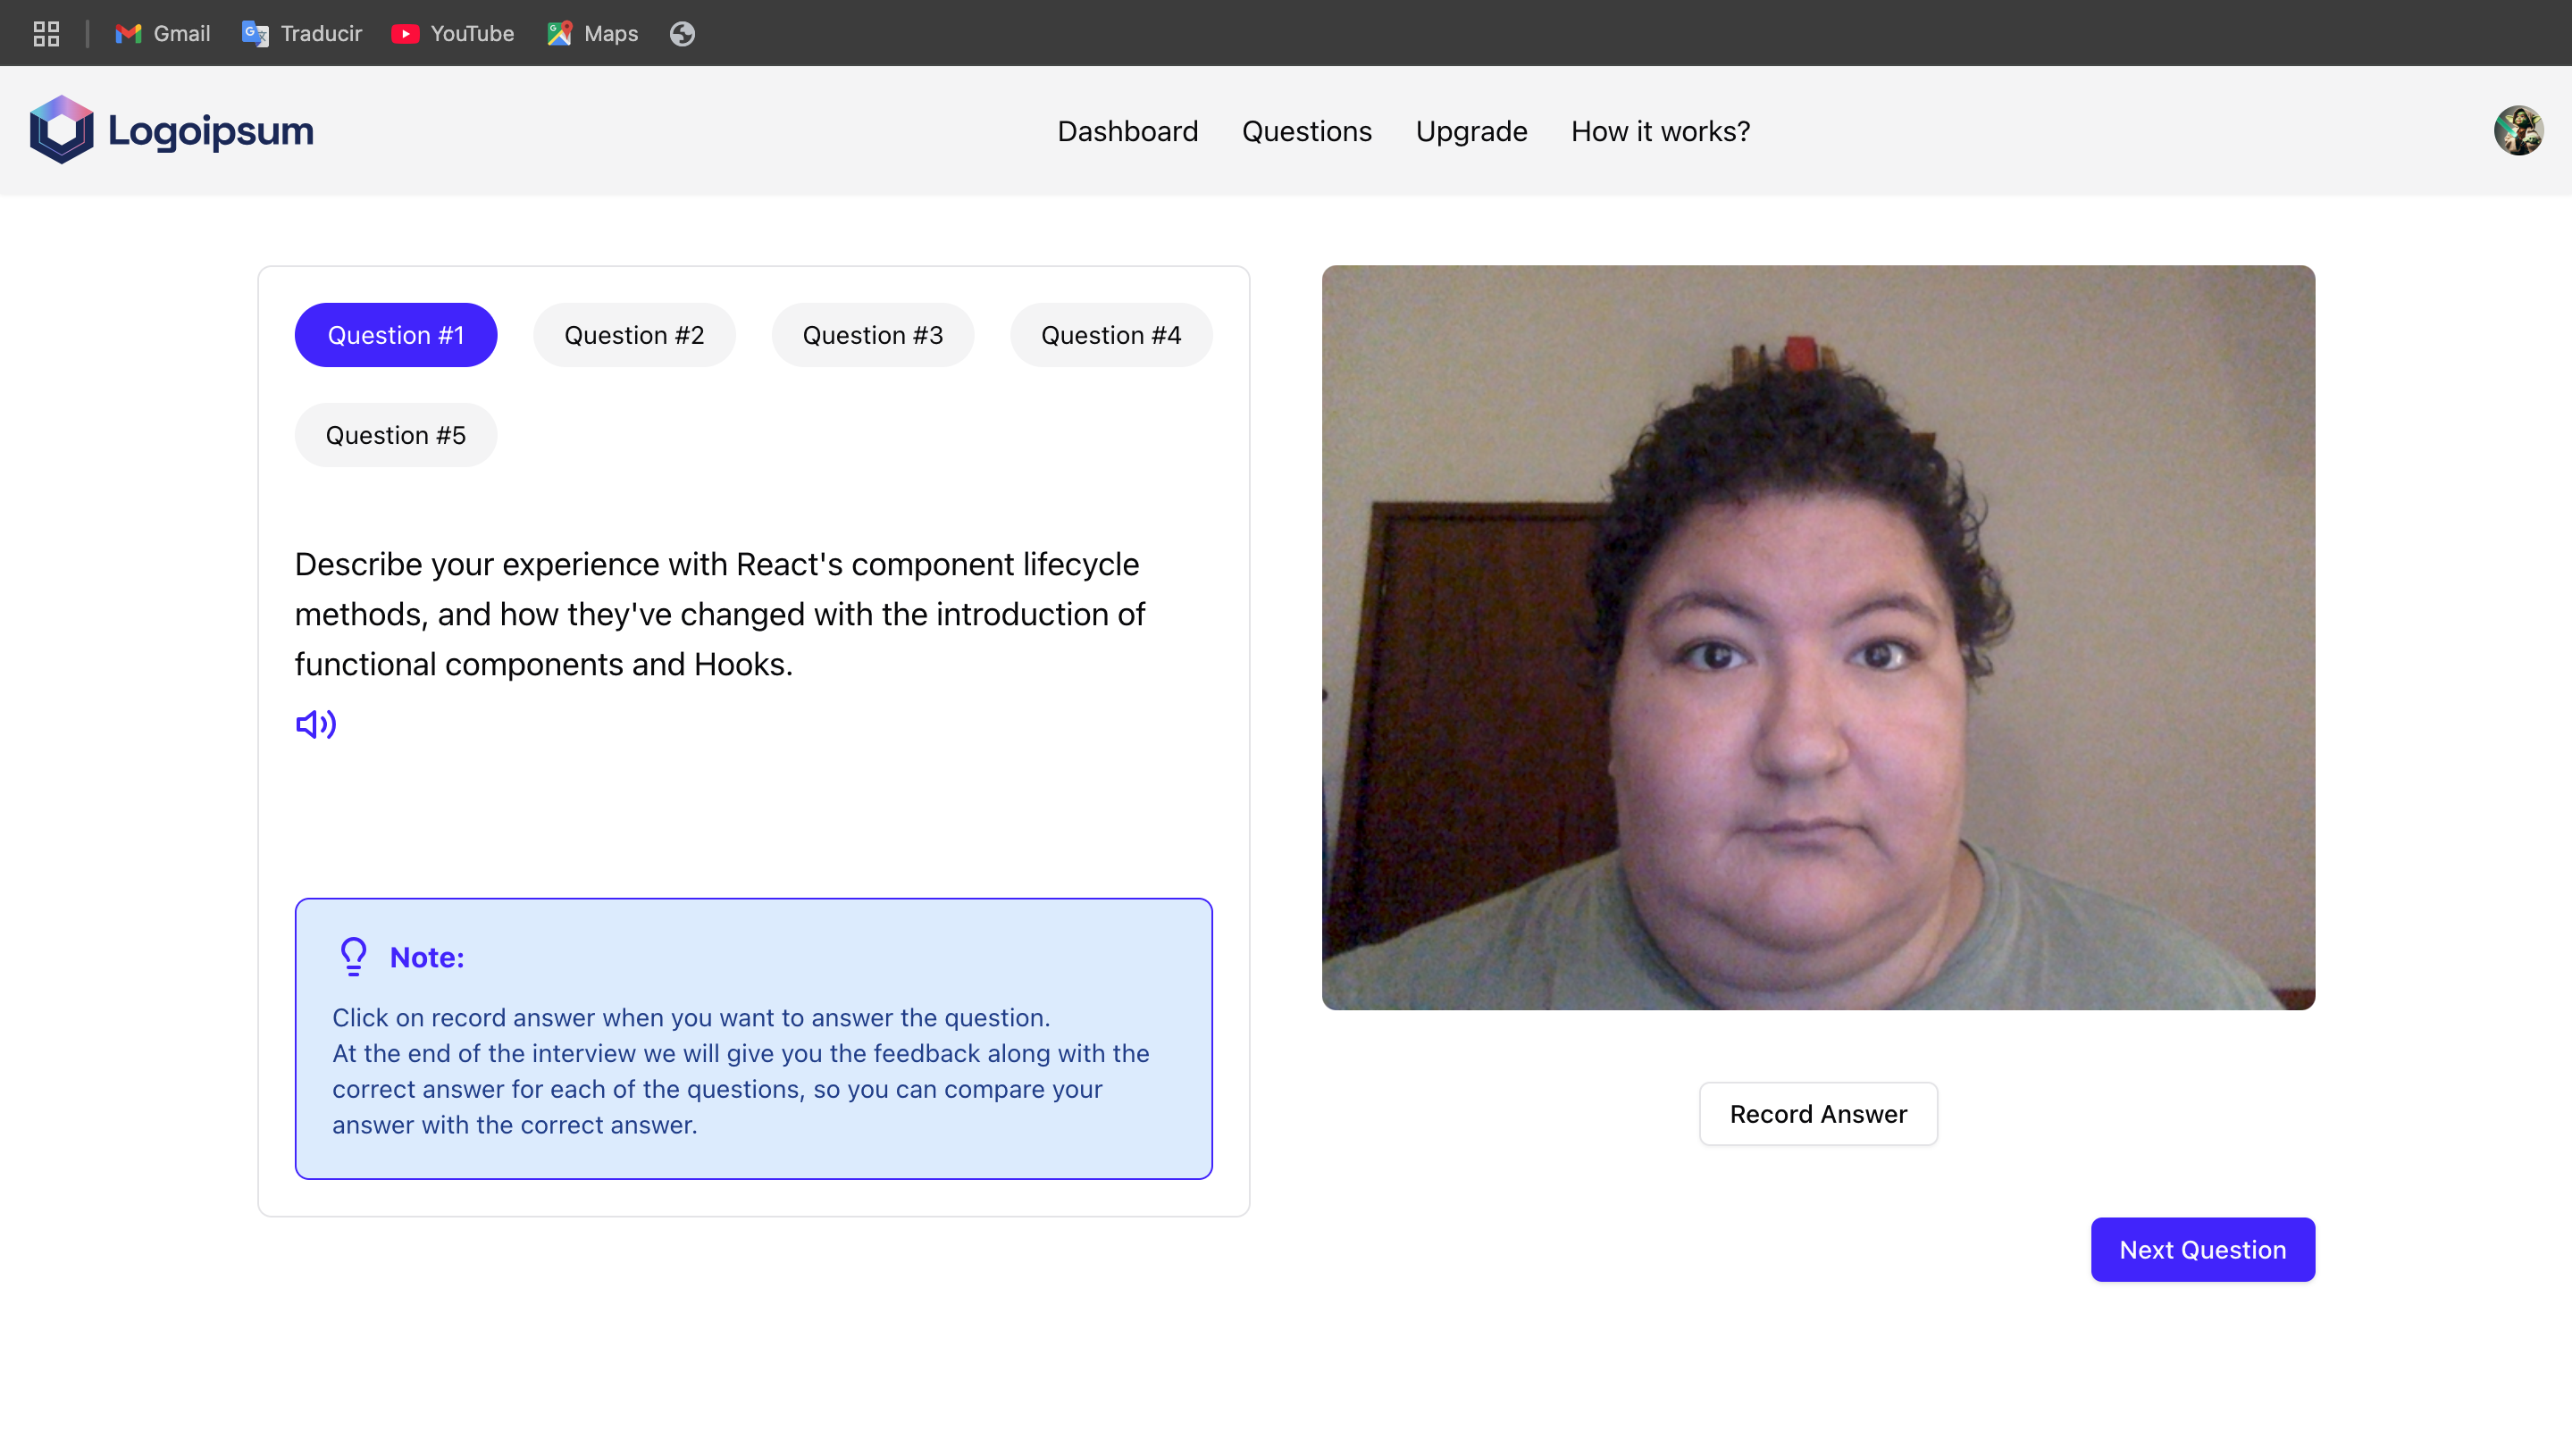 Gmail
Traducir
YouTube
Maps
Logoipsum
Dashboard
Questions
Upgrade
How it works?
Question #1
Question #2
Question #3
Question #4
Question #5
Describe your experience with React's component lifecycle
methods, and how they've changed with the introduction of
functional components and Hooks.
Note:
Click on record answer when you want to answer the question.
At the end of the interview we will give you the feedback along with the
correct answer for each of the questions, so you can compare your
answer with the correct answer.
Record Answer
Next Question